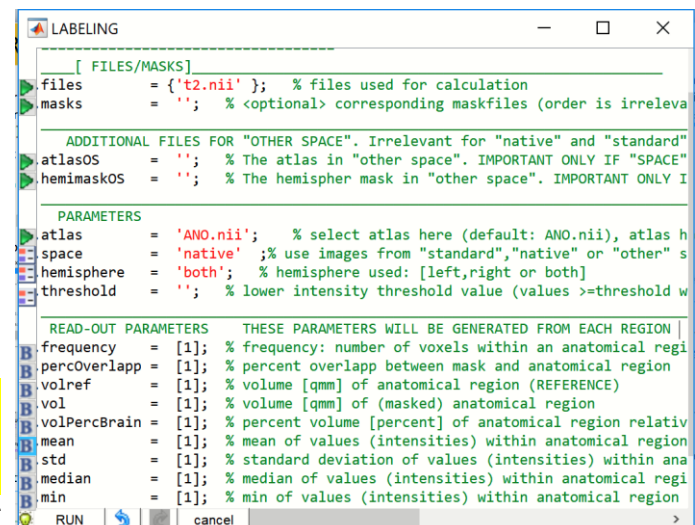 LABELING
[ FILES/MASKS]
files = {'t2.nii' }; % files used for calculation
masks = ''; % <optional> corresponding maskfiles (order is irreleva
ADDITIONAL FILES FOR "OTHER SPACE". Irrelevant for "native" and "standard"
atlasOS = ''; % The atlas in "other space". IMPORTANT ONLY IF "SPACE"
hemimaskOS = ''; % The hemispher mask in "other space". IMPORTANT ONLY I
PARAMETERS
atlas = 'ANO.nii'; % select atlas here (default: ANO.nii), atlas h
space = 'native' ;% use images from "standard","native" or "other" s
hemisphere = 'both'; % hemisphere used: [left,right or both]
threshold = ''; % lower intensity threshold value (values >=threshold w
READ-OUT PARAMETERS THESE PARAMETERS WILL BE GENERATED FROM EACH REGION |
B frequency = [1]; % frequency: number of voxels within an anatomical regi
B percOverlapp = [1]; % percent overlapp between mask and anatomical region
B volref = [1]; % volume [qmm] of anatomical region (REFERENCE)
B vol = [1]; % volume [qmm] of (masked) anatomical region
B volPercBrain = [1]; % percent volume [percent] of anatomical region relativ
B mean = [1]; % mean of values (intensities) within anatomical region
B std = [1]; % standard deviation of values (intensities) within ana
B median = [1]; % median of values (intensities) within anatomical regi
B min = [1]; % min of values (intensities) within anatomical region
RUN cancel